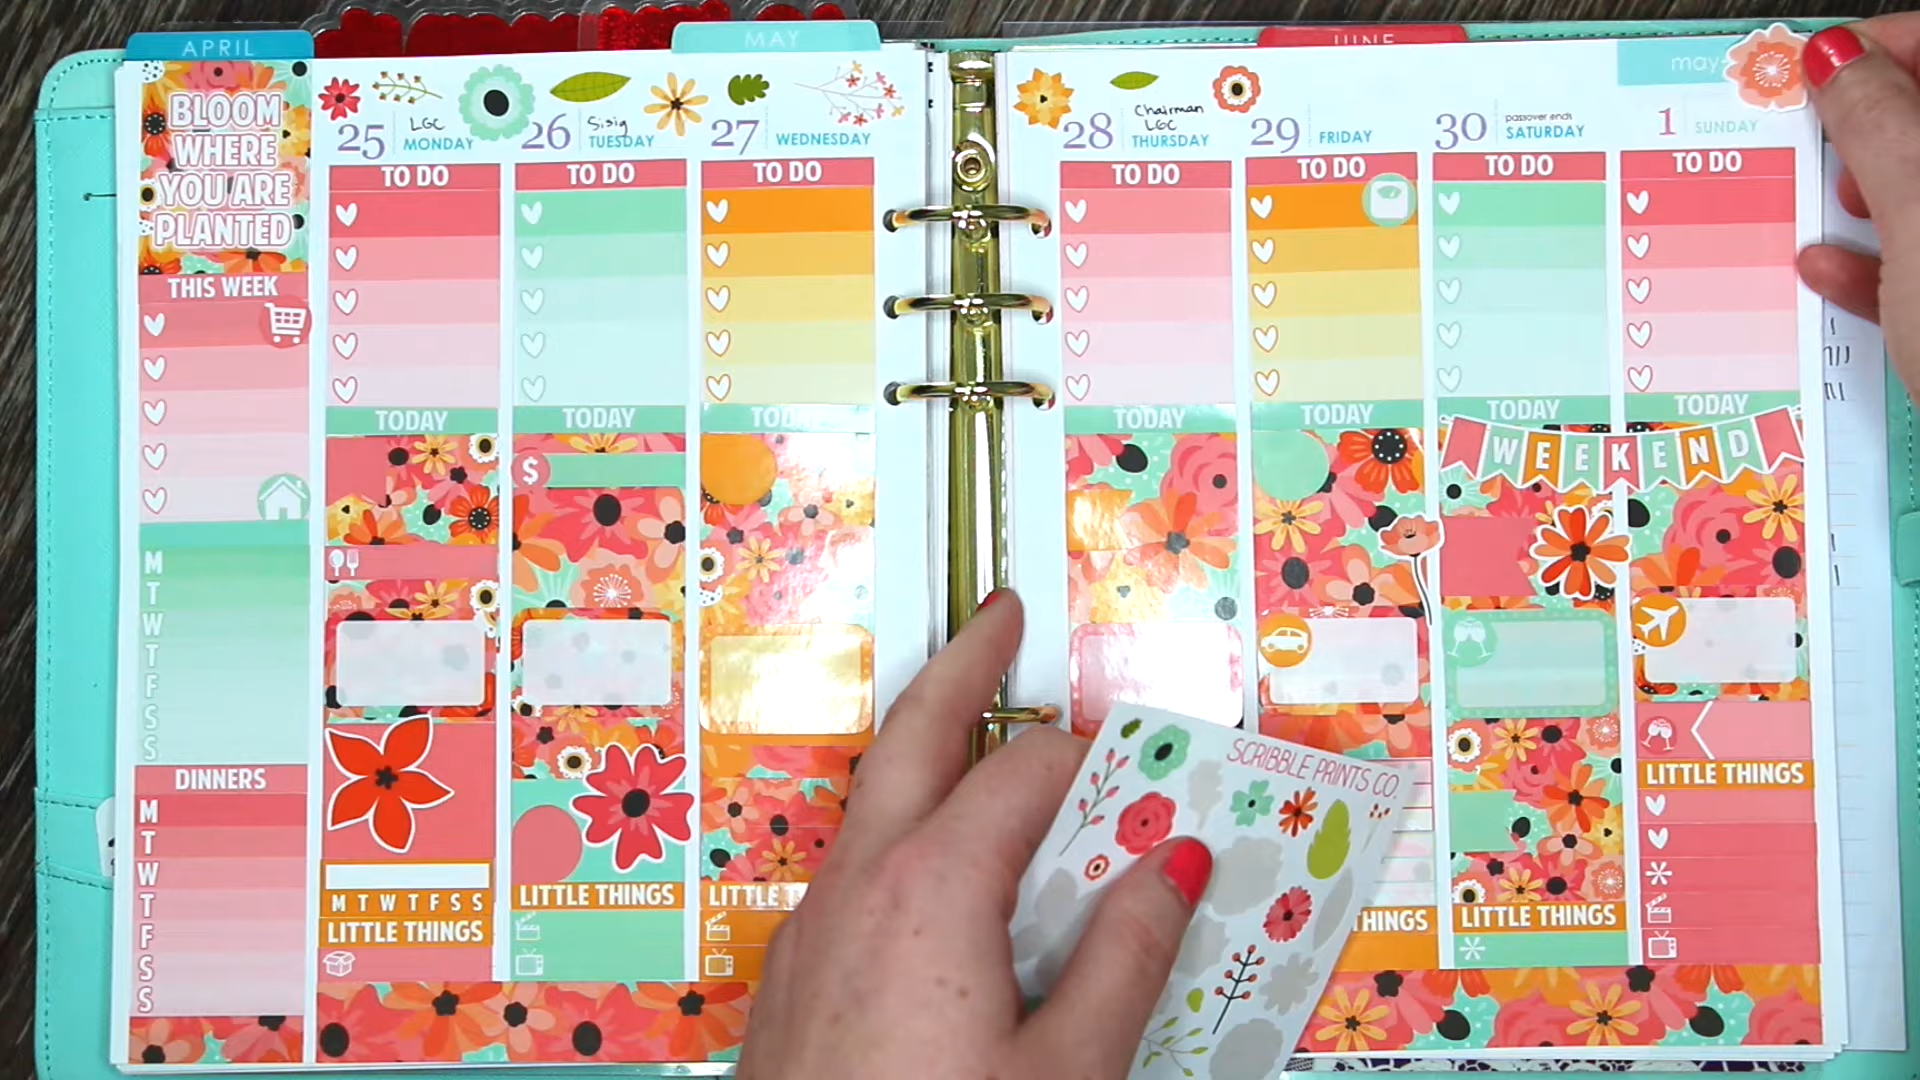 APRIL
MAY
JUNE
may
BLOOM
WHERE
YOU ARE
PLANTED
25
LGC
MONDAY
26
Sisig
TUESDAY
27
WEDNESDAY
28
Chairman
LGC
THURSDAY
29
FRIDAY
30
passover ends
SATURDAY
1
SUNDAY
THIS WEEK
TO DO
TO DO
TO DO
TO DO
TO DO
TO DO
TO DO
TODAY
TODAY
TODAY
TODAY
TODAY
TODAY
TODAY
WEEKEND
$
M
T
W
T
F
S
S
DINNERS
M
T
W
T
F
S
S
M T W T F S S
LITTLE THINGS
LITTLE THINGS
LITTLE
THINGS
LITTLE THINGS
LITTLE THINGS
SCRIBBLE PRINTS CO.